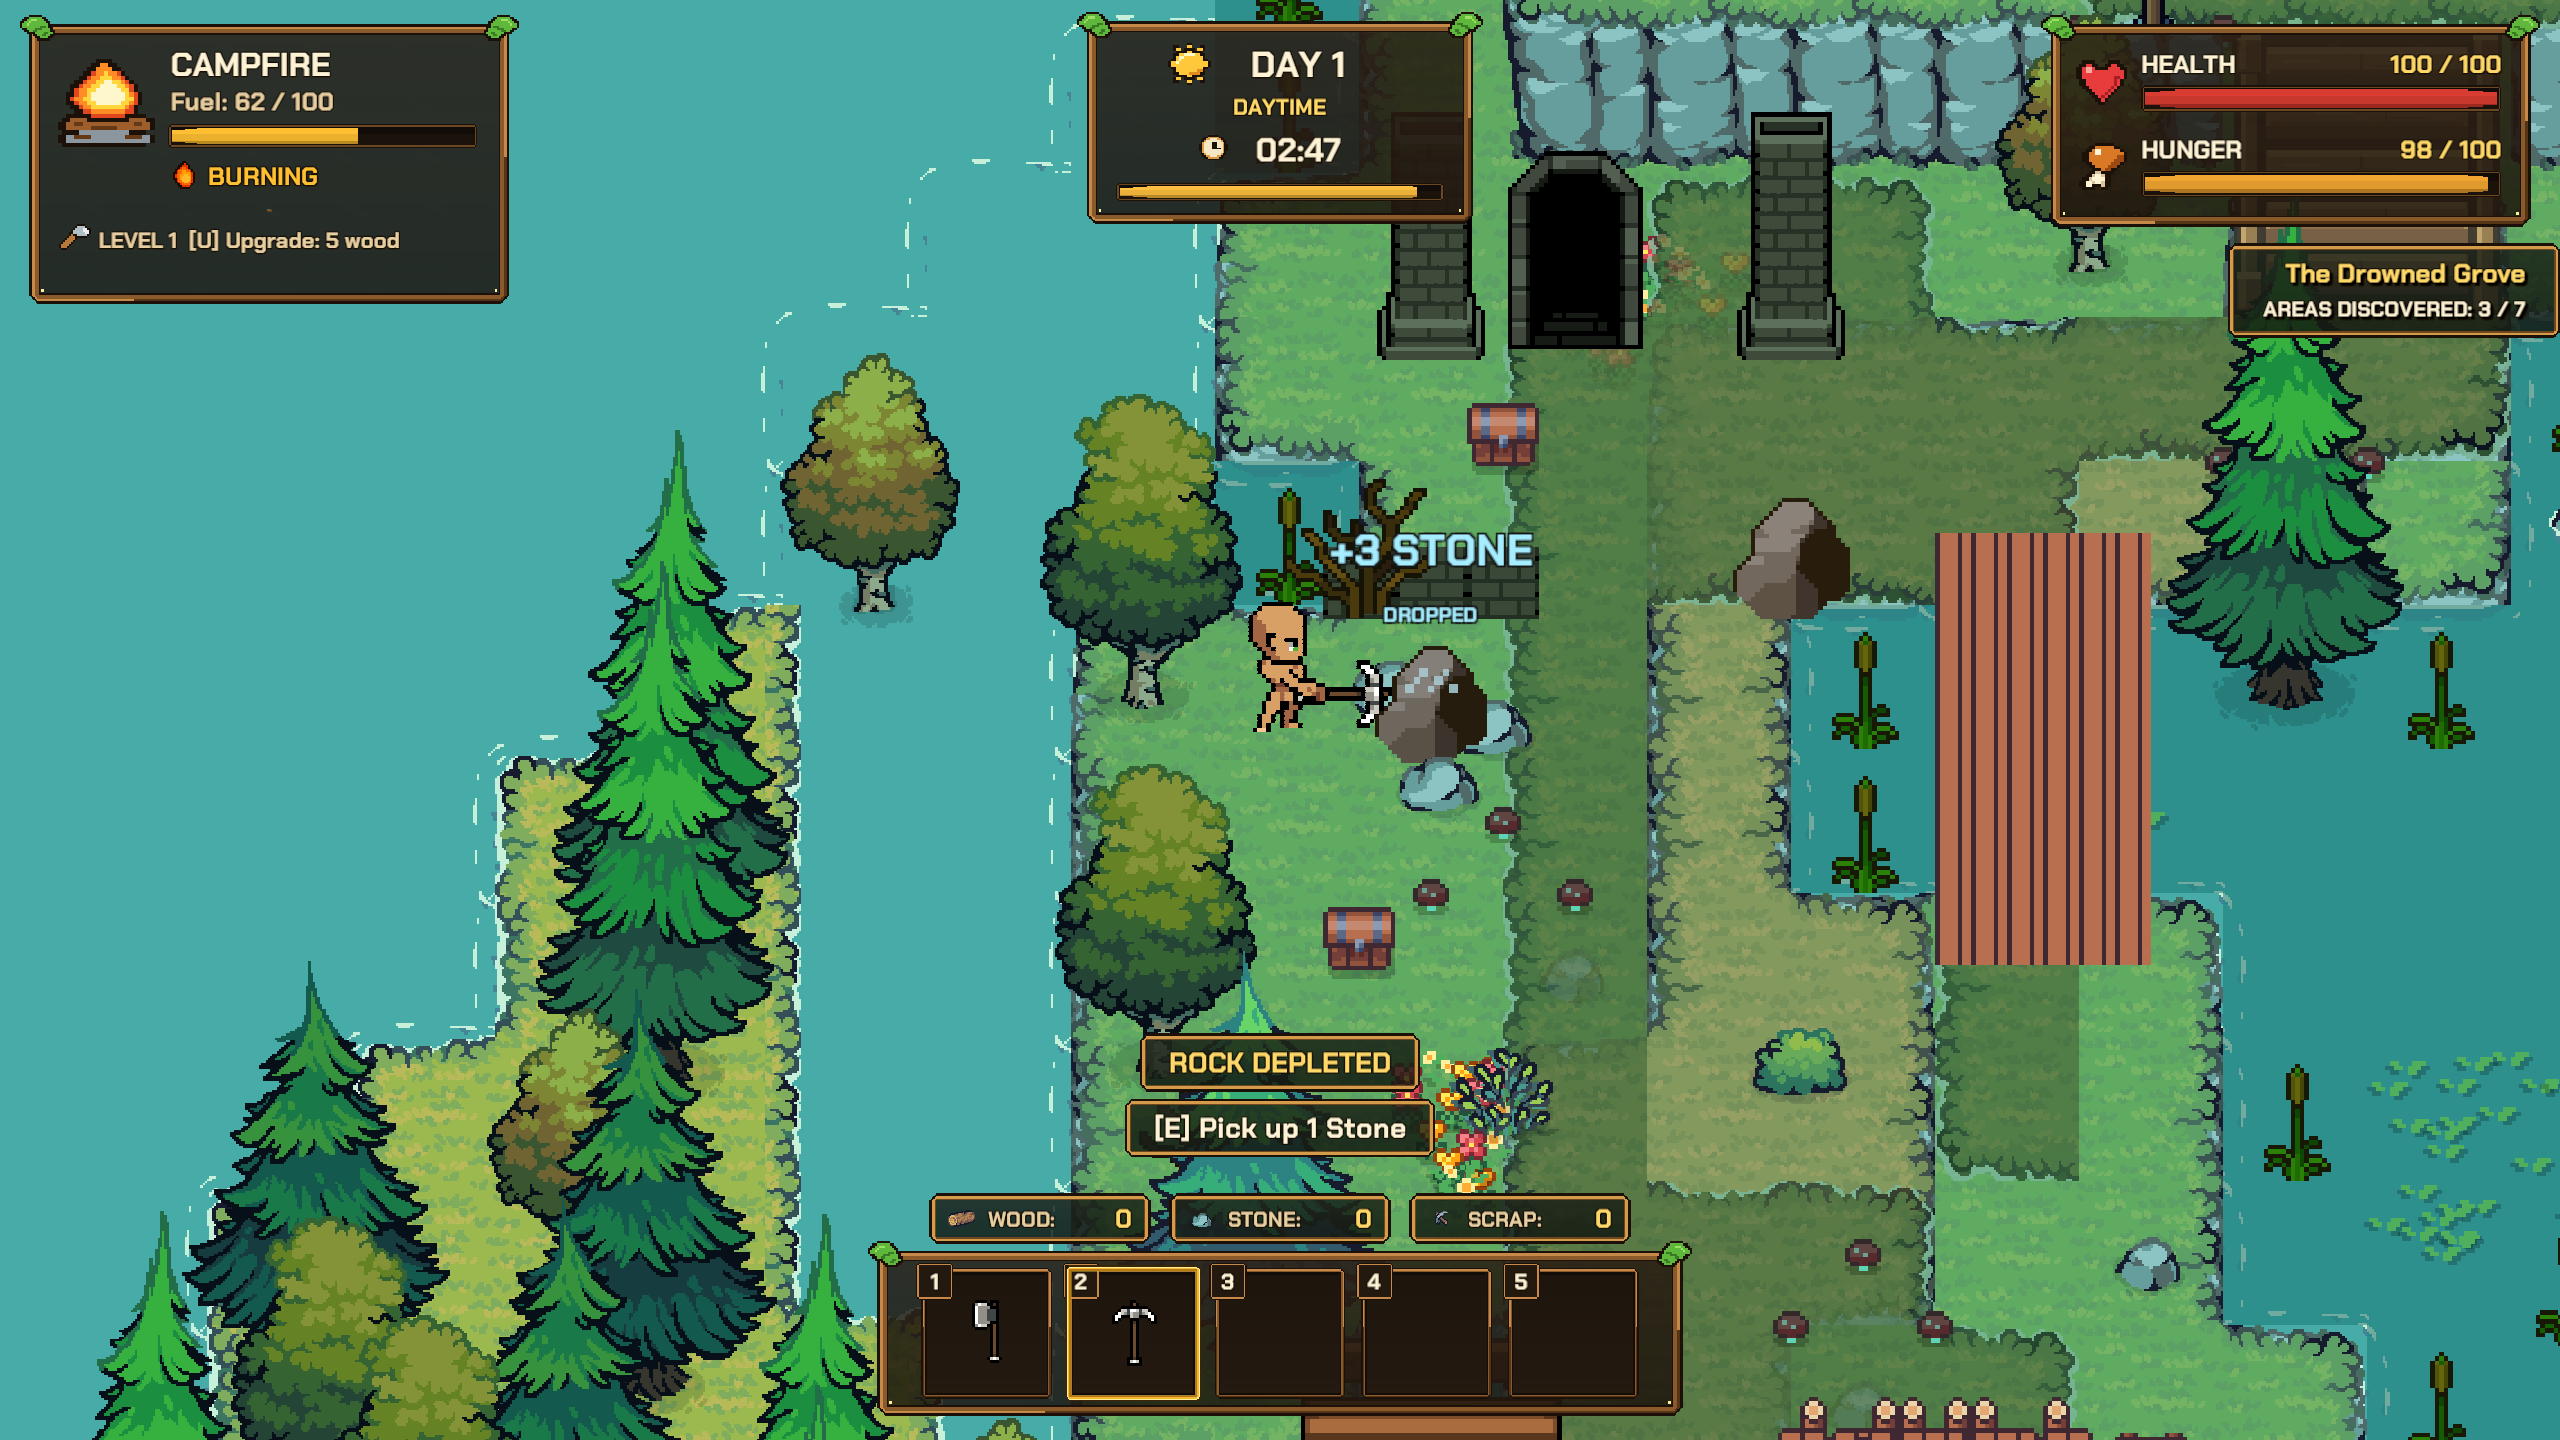 CAMPFIRE
Fuel: 62 / 100
BURNING
LEVEL 1 [U] Upgrade: 5 wood
DAY 1
DAYTIME
02:47
HEALTH 100 / 100
HUNGER 98 / 100
The Drowned Grove
AREAS DISCOVERED: 3 / 7
+3 STONE
DROPPED
ROCK DEPLETED
[E] Pick up 1 Stone
WOOD: 0 STONE: 0 SCRAP: 0
1 2 3 4 5